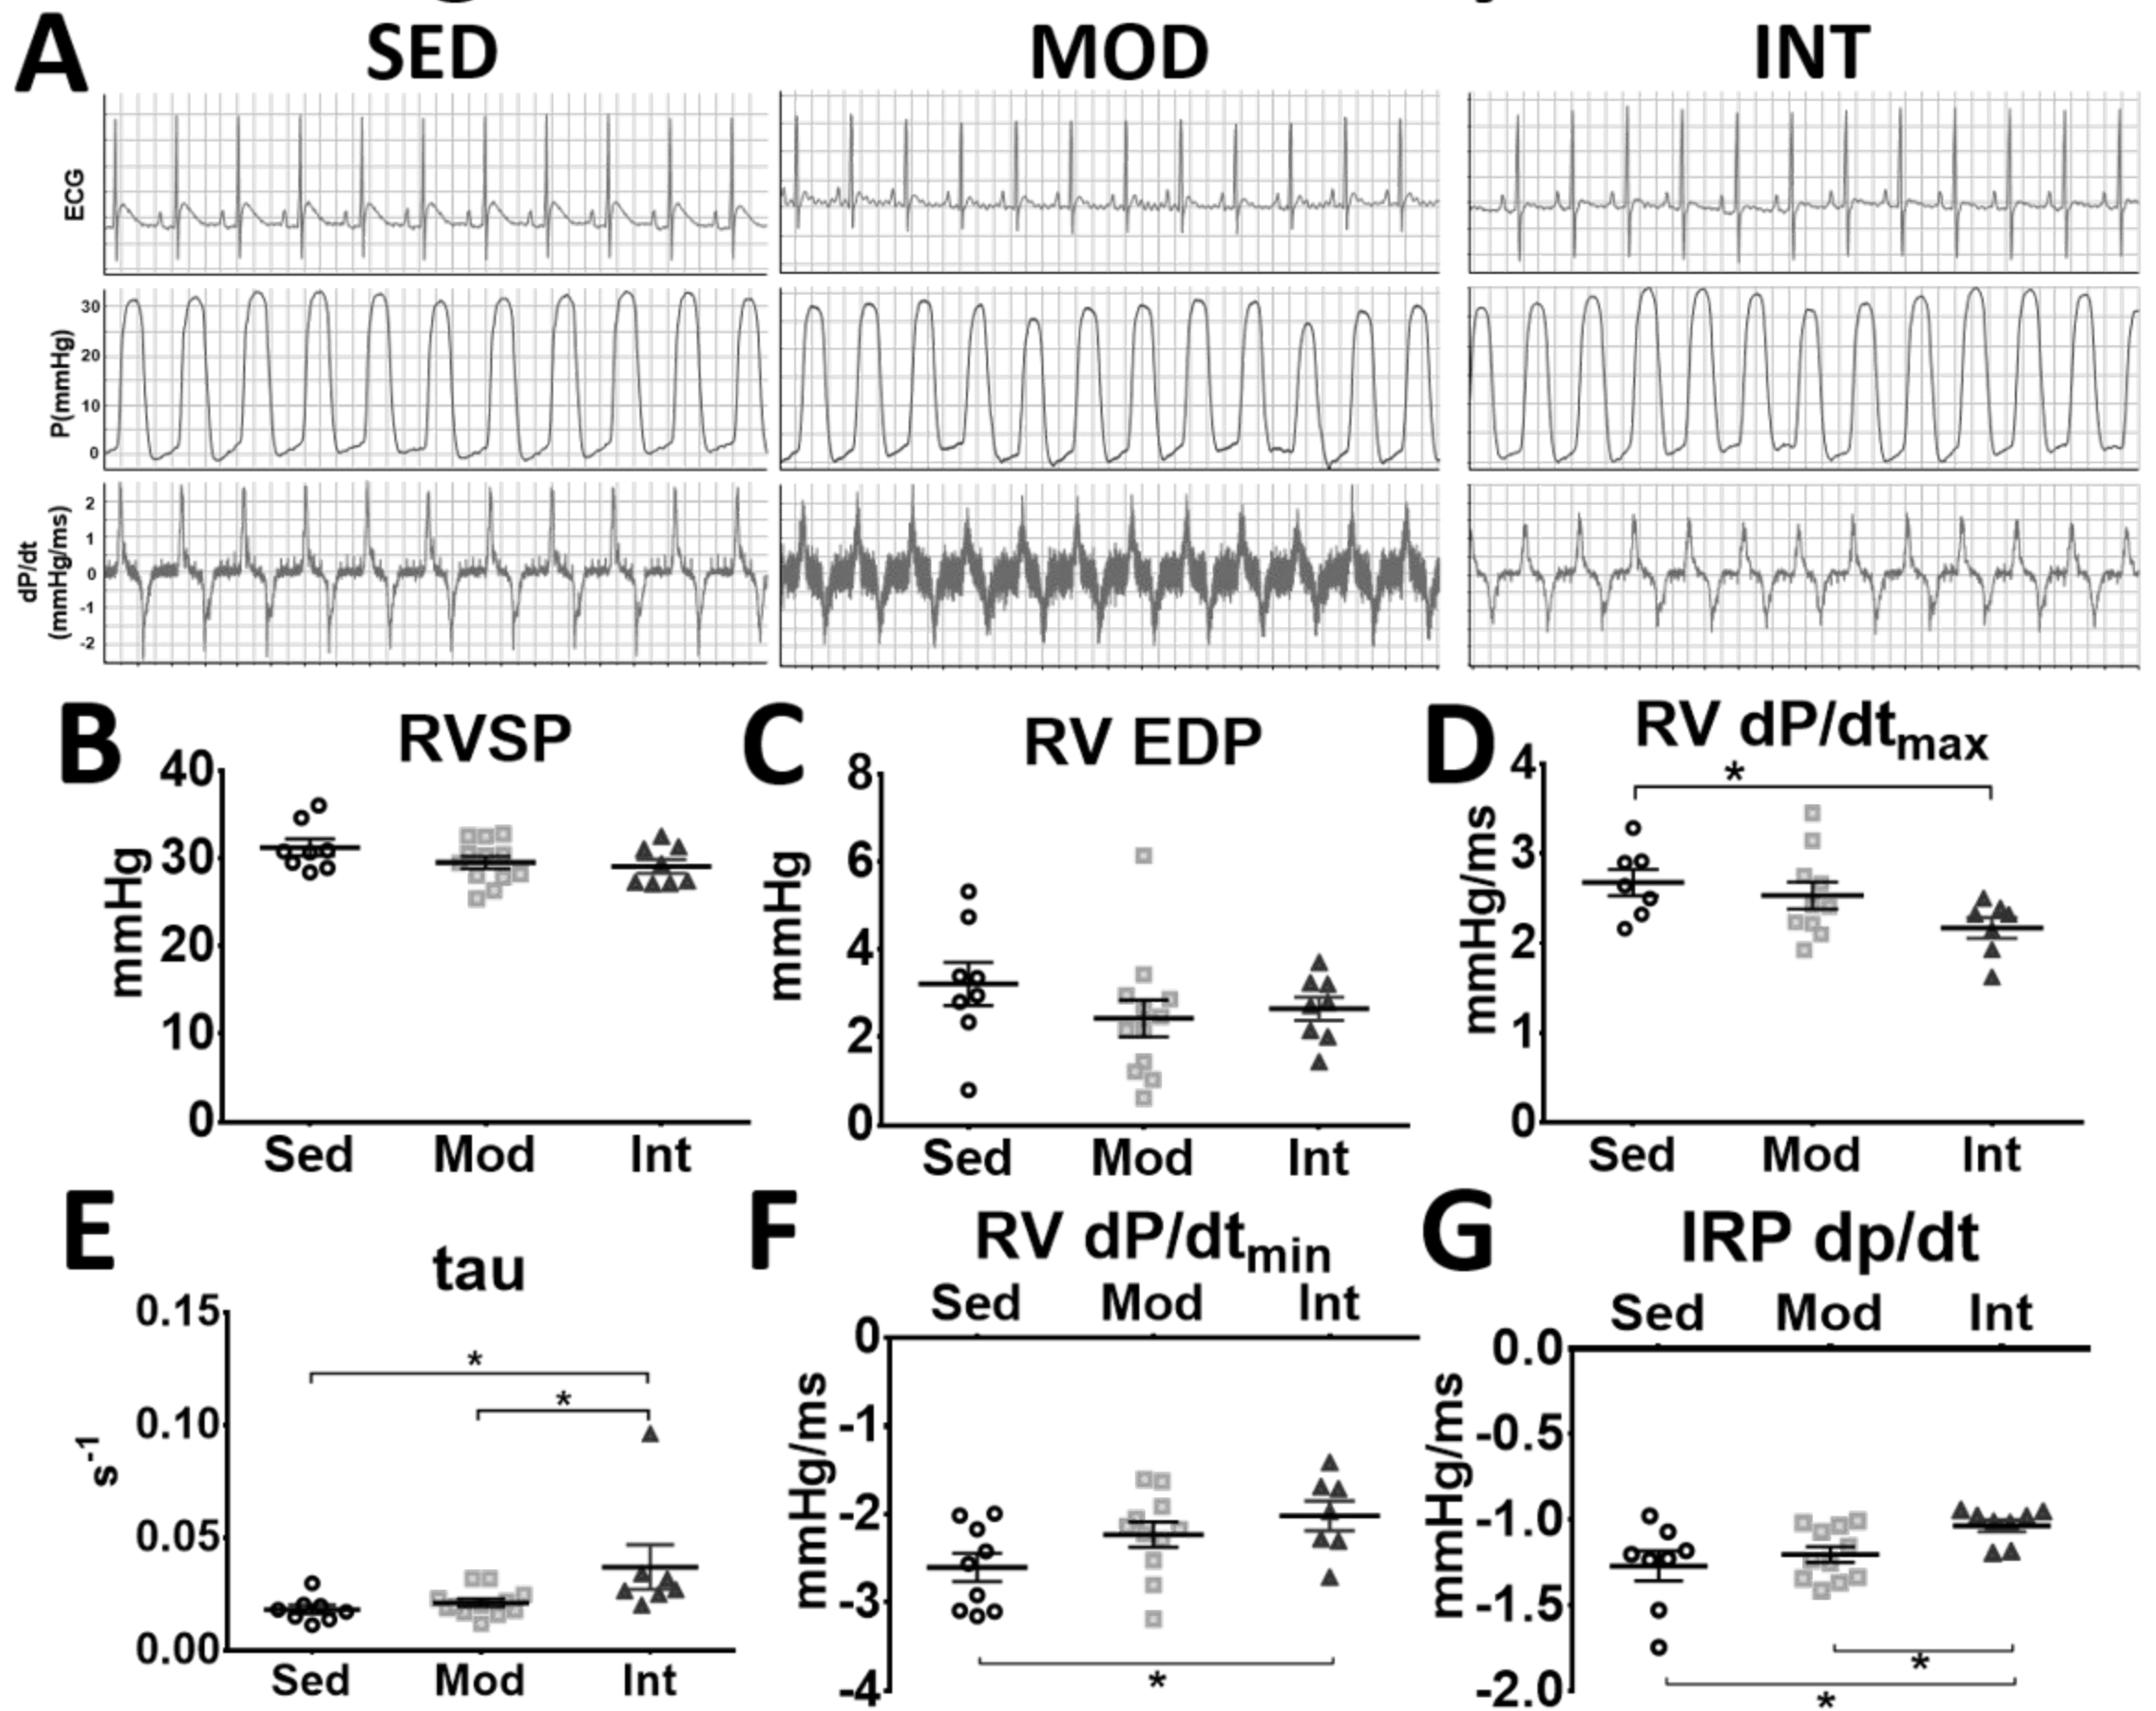 A
SED MOD INT
ECG
P(mmHg)
30
20
10
0
dP/dt
(mmHg/ms)
2
1
0
-1
-2
B RVSP
mmHg
40
30
20
10
0
Sed Mod Int
C RV EDP
mmHg
8
6
4
2
0
Sed Mod Int
D RV dP/dtmax
mmHg/ms
4
3
2
1
0
*
Sed Mod Int
E tau
s-1
0.15
0.10
0.05
0.00
*
*
Sed Mod Int
F RV dP/dtmin
Sed Mod Int
mmHg/ms
0
-1
-2
-3
-4
*
G IRP dp/dt
Sed Mod Int
mmHg/ms
0.0
-0.5
-1.0
-1.5
-2.0
*
*